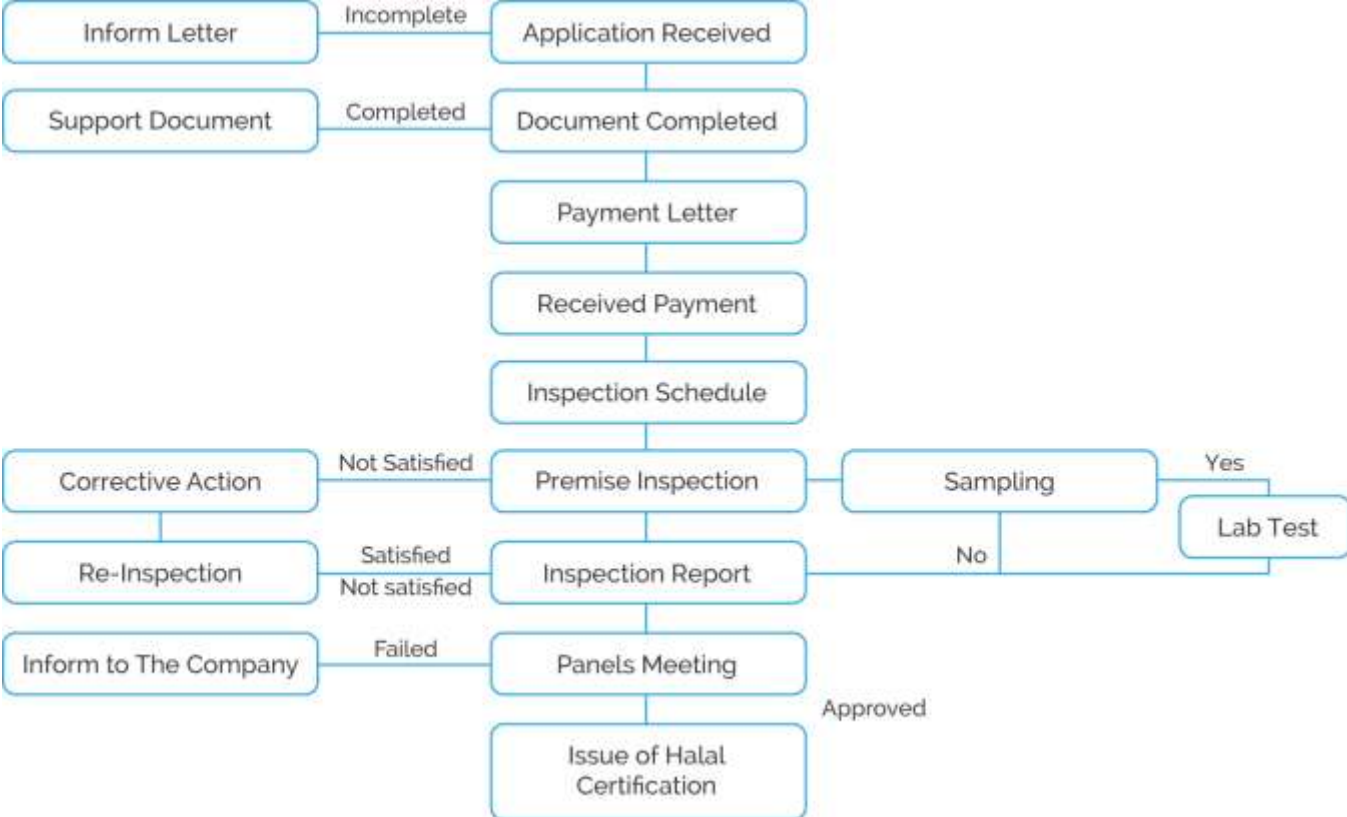 Inform Letter
Incomplete
Application Received
Support Document
Completed
Document Completed
Payment Letter
Received Payment
Inspection Schedule
Corrective Action
Not Satisfied
Premise Inspection
Sampling
Yes
Lab Test
Re-Inspection
Satisfied
Not satisfied
Inspection Report
No
Inform to The Company
Failed
Panels Meeting
Approved
Issue of Halal
Certification